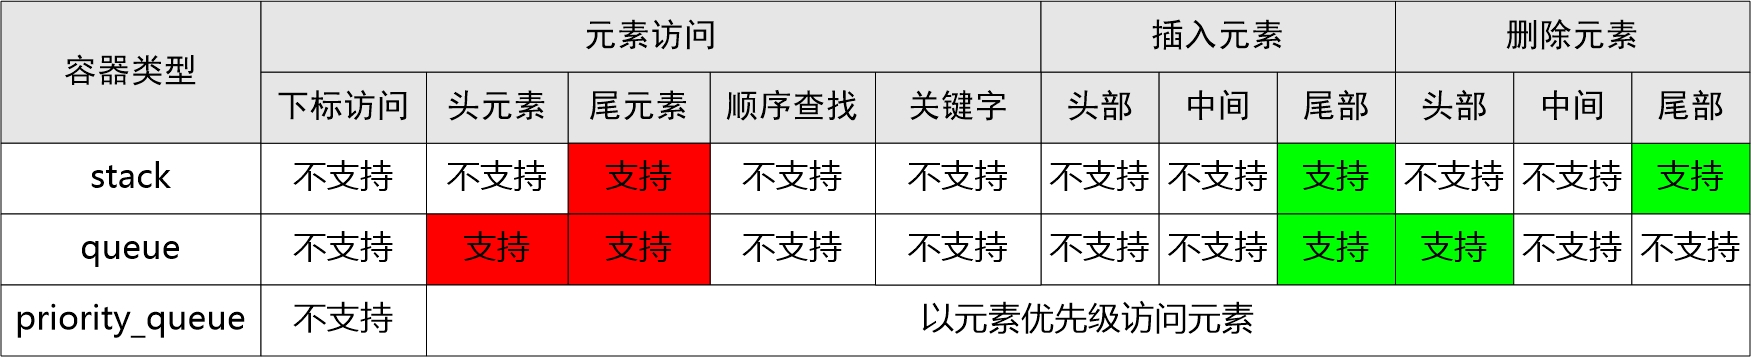 容器类型 元素访问 插入元素 删除元素
下标访问 头元素 尾元素 顺序查找 关键字 头部 中间 尾部 头部 中间 尾部
stack 不支持 不支持 支持 不支持 不支持 不支持 不支持 支持 不支持 不支持 支持
queue 不支持 支持 支持 不支持 不支持 不支持 不支持 支持 支持 不支持 不支持
priority_queue 不支持 以元素优先级访问元素